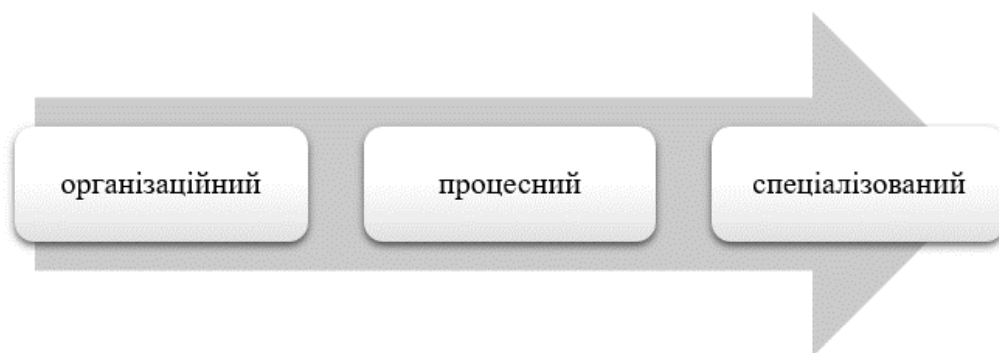 організаційний
процесний
спеціалізований